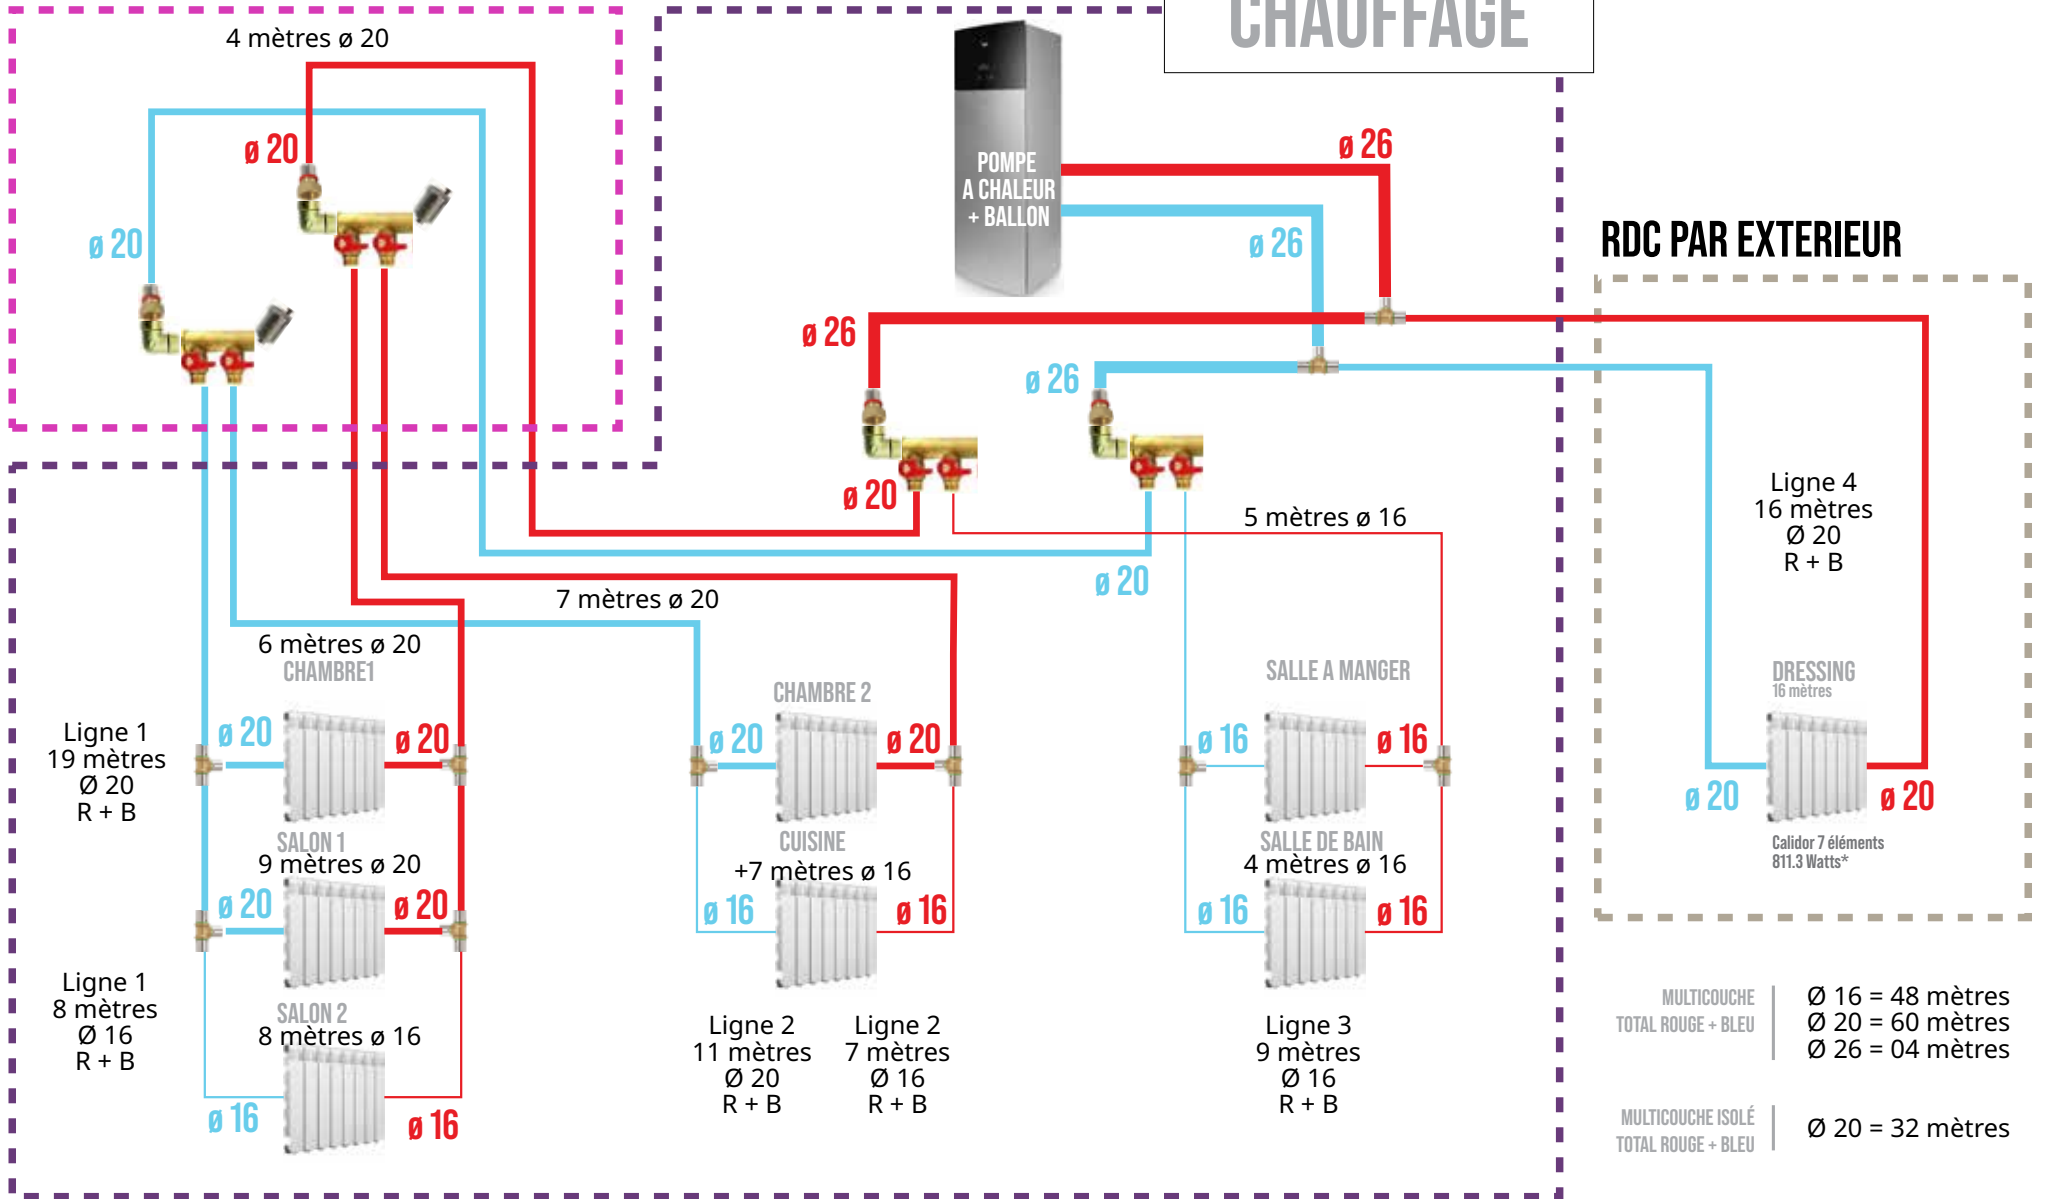 CHAUFFAGE
4 mètres ø 20
ø 20
ø 20
POMPE
A CHALEUR
+ BALLON
ø 26
ø 26
RDC PAR EXTERIEUR
ø 26
ø 26
ø 20
5 mètres ø 16
ø 20
7 mètres ø 20
6 mètres ø 20
CHAMBRE1
Ligne 1
19 mètres
Ø 20
R + B
ø 20
ø 20
SALON 1
9 mètres ø 20
ø 20
ø 20
Ligne 1
8 mètres
Ø 16
R + B
SALON 2
8 mètres ø 16
ø 16
ø 16
CHAMBRE 2
ø 20
ø 20
CUISINE
+7 mètres ø 16
ø 16
ø 16
Ligne 2
11 mètres
Ø 20
R + B
Ligne 2
7 mètres
Ø 16
R + B
SALLE A MANGER
ø 16
ø 16
SALLE DE BAIN
4 mètres ø 16
ø 16
ø 16
Ligne 3
9 mètres
Ø 16
R + B
Ligne 4
16 mètres
Ø 20
R + B
DRESSING
16 mètres
ø 20
ø 20
Calidor 7 éléments
811.3 Watts*
MULTICOUCHE
TOTAL ROUGE + BLEU
Ø 16 = 48 mètres
Ø 20 = 60 mètres
Ø 26 = 04 mètres
MULTICOUCHE ISOLÉ
TOTAL ROUGE + BLEU
Ø 20 = 32 mètres